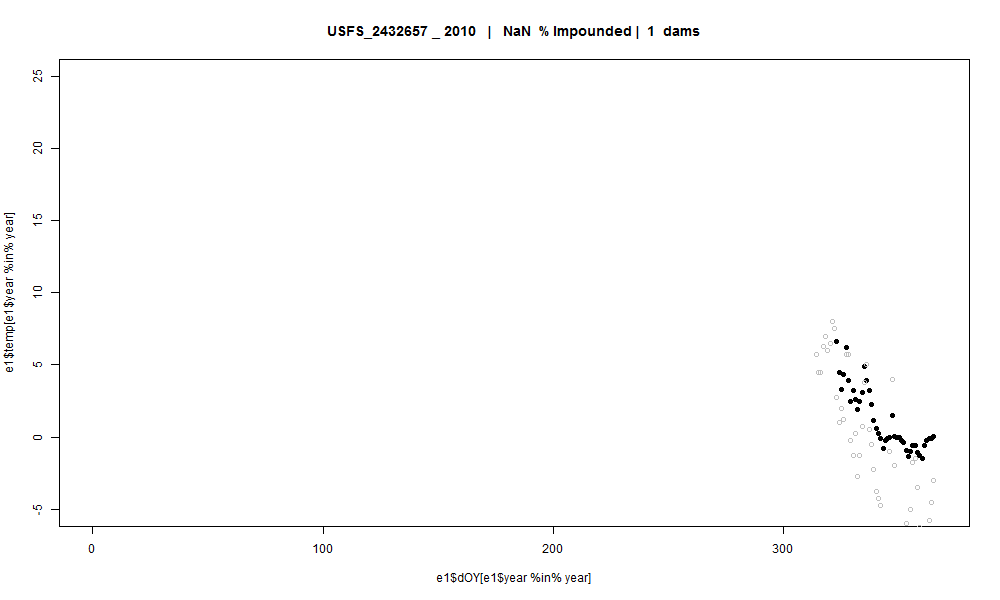 USFS_2432657 _ 2010 | NaN % Impounded | 1 dams
25
20
15
10
5
0
-5
e1$temp[e1$year %in% year]
0 100 200 300
e1$dOY[e1$year %in% year]